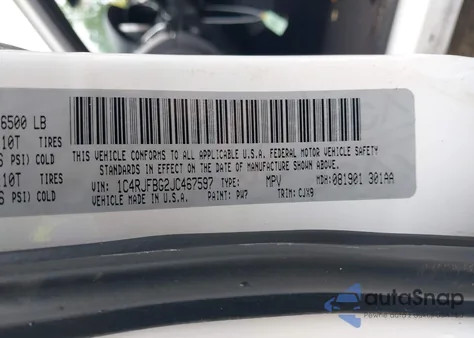 6500 LB
10T TIRES
PSI) COLD
10T TIRES
PSI) COLD
THIS VEHICLE CONFORMS TO ALL APPLICABLE U.S.A. FEDERAL MOTOR VEHICLE SAFETY
STANDARDS IN EFFECT ON THE DATE OF MANUFACTURE SHOWN ABOVE.
VIN: 1C4RJFBG2JC467597 TYPE: MPV MDH: 081901 301AA
VEHICLE MADE IN U.S.A. PAINT: PW7 TRIM: CJX9
autoSnap